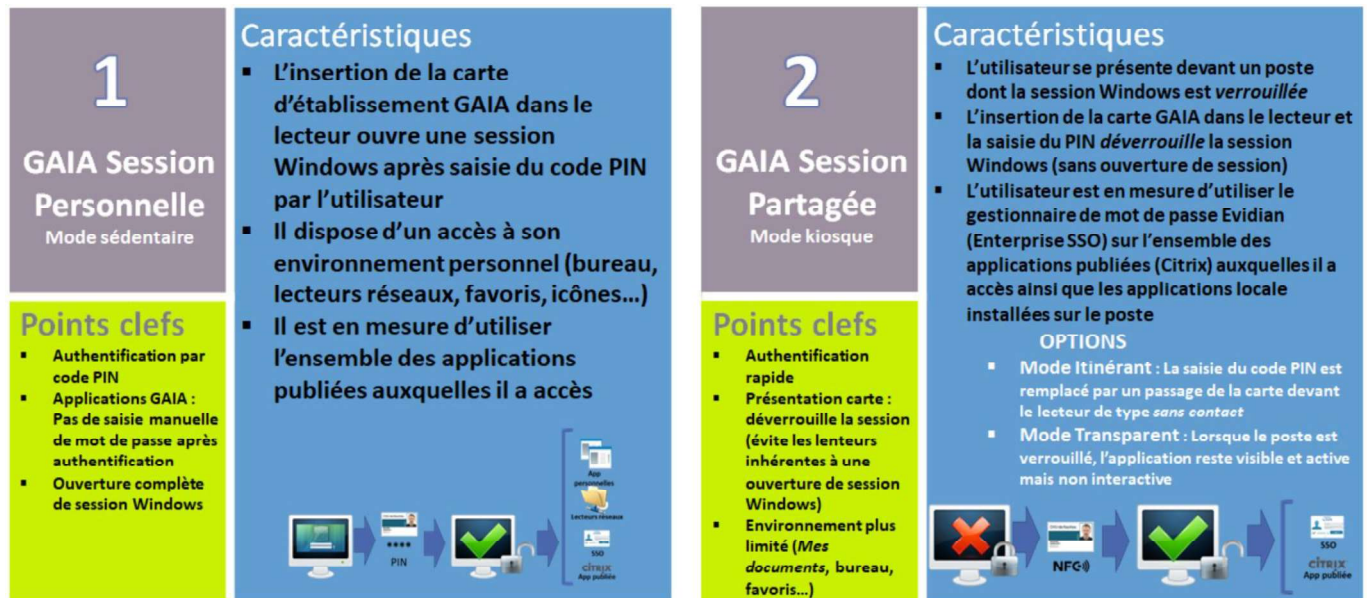 1
GAIA Session
Personnelle
Mode sédentaire
Points clefs
▪ Authentification par
code PIN
▪ Applications GAIA :
Pas de saisie manuelle
de mot de passe après
authentification
▪ Ouverture complète
de session Windows
Caractéristiques
▪ L'insertion de la carte
d'établissement GAIA dans le
lecteur ouvre une session
Windows après saisie du code PIN
par l'utilisateur
▪ Il dispose d'un accès à son
environnement personnel (bureau,
lecteurs réseaux, favoris, icônes...)
▪ Il est en mesure d'utiliser
l'ensemble des applications
publiées auxquelles il a accès
PIN
App
personnelles
Lecteurs réseaux
SSO
CİTRIX
App publiée
2
GAIA Session
Partagée
Mode kiosque
Points clefs
▪ Authentification
rapide
▪ Présentation carte :
déverrouille la session
(évite les lenteurs
inhérentes à une
ouverture de session
Windows)
▪ Environnement plus
limité (Mes
documents, bureau,
favoris...)
Caractéristiques
▪ L'utilisateur se présente devant un poste
dont la session Windows est verrouillée
▪ L'insertion de la carte GAIA dans le lecteur et
la saisie du PIN déverrouille la session
Windows (sans ouverture de session)
▪ L'utilisateur est en mesure d'utiliser le
gestionnaire de mot de passe Evidian
(Enterprise SSO) sur l'ensemble des
applications publiées (Citrix) auxquelles il a
accès ainsi que les applications locale
installées sur le poste
OPTIONS
▪ Mode Itinérant : La saisie du code PIN est
remplacé par un passage de la carte devant
le lecteur de type sans contact
▪ Mode Transparent : Lorsque le poste est
verrouillé, l'application reste visible et active
mais non interactive
NFC
SSO
CİTRIX
App publiée